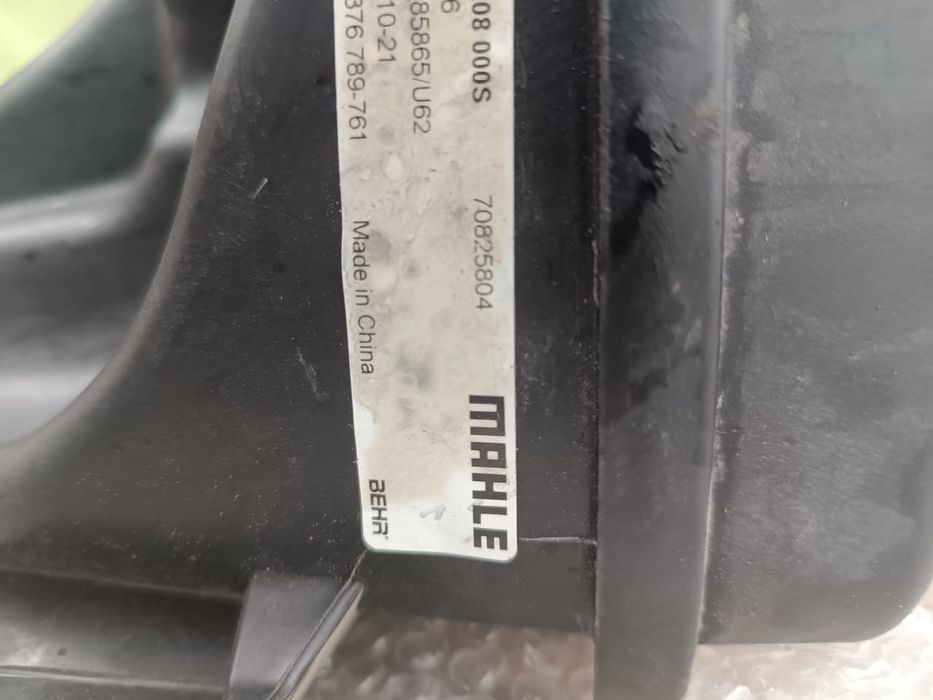 08 000S
6
85865/U62
10-21
376 789-761
70825804
Made in China
MAHLE
BEHR